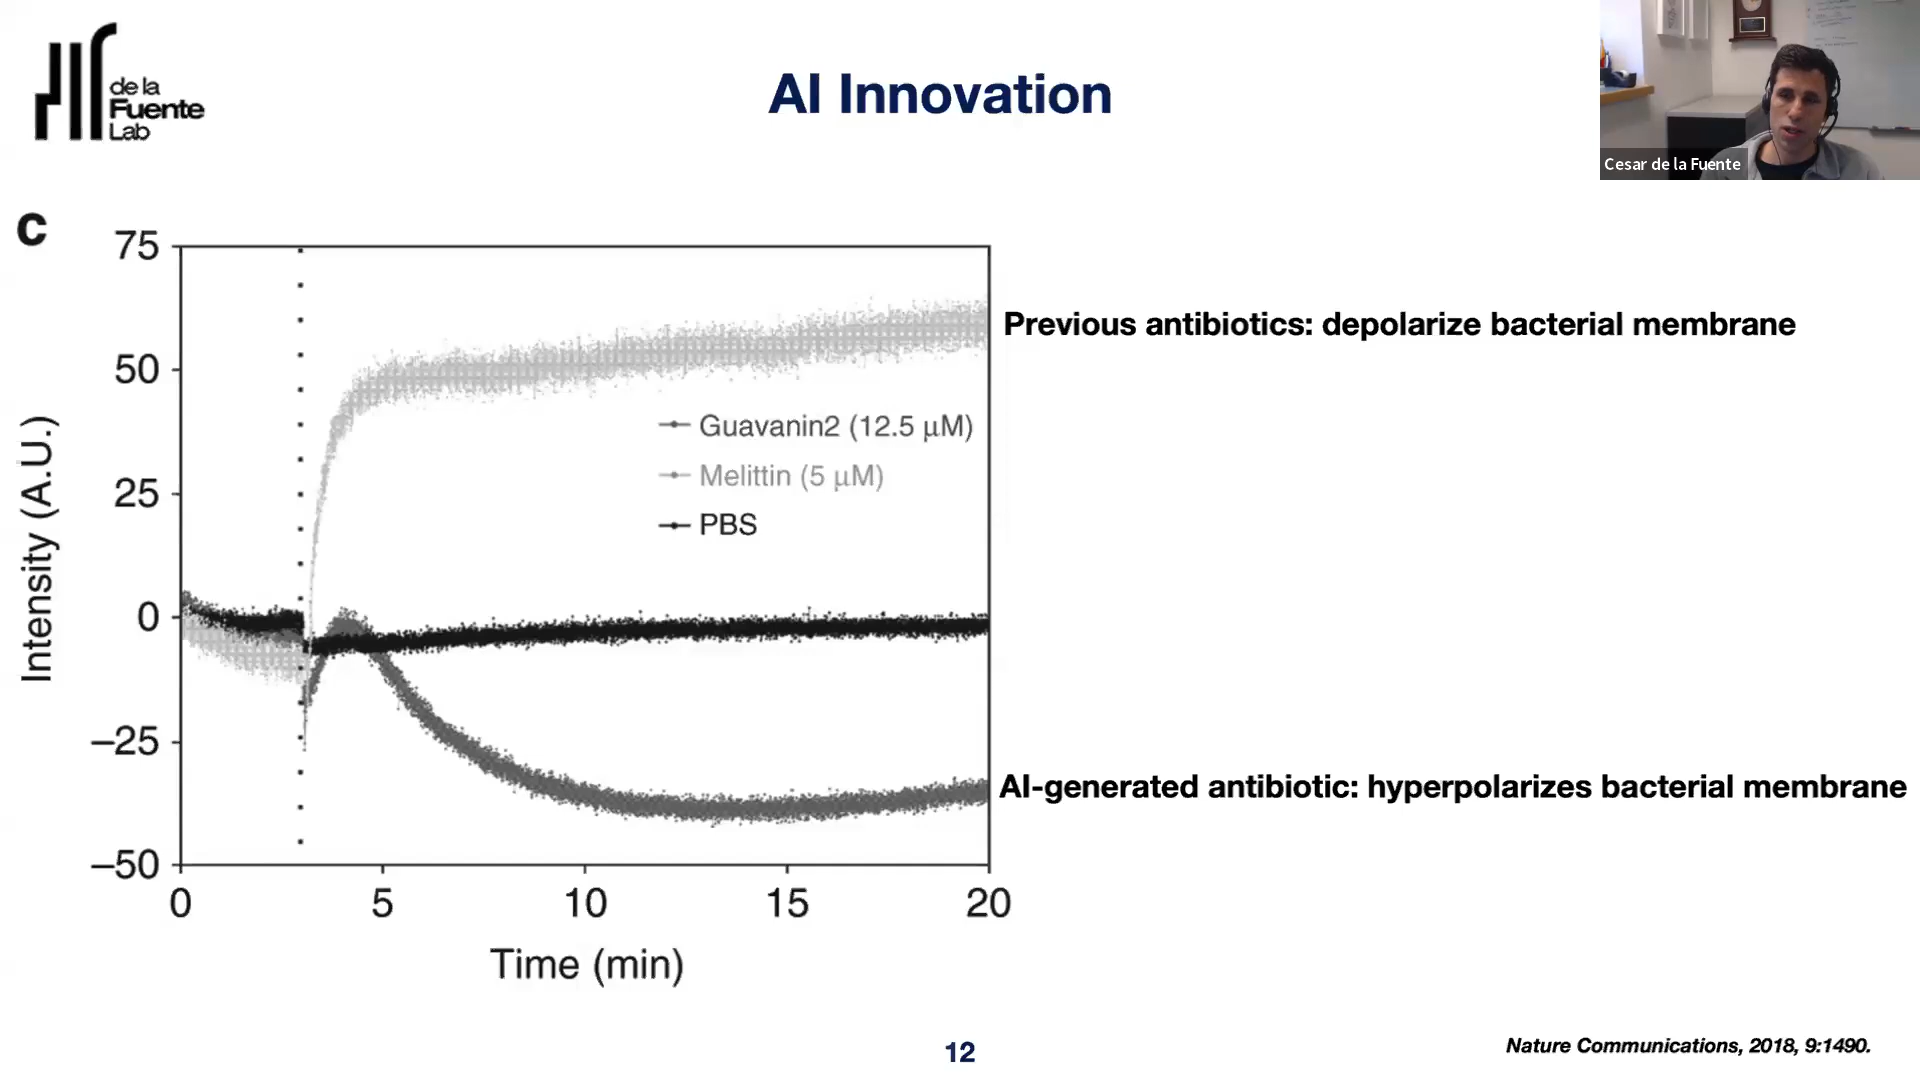 de la
Fuente
Lab
AI Innovation
Cesar de la Fuente
c
75
50
25
0
−25
−50
Intensity (A.U.)
Guavanin2 (12.5 µM)
Melittin (5 µM)
PBS
0 5 10 15 20
Time (min)
Previous antibiotics: depolarize bacterial membrane
AI-generated antibiotic: hyperpolarizes bacterial membrane
12
Nature Communications, 2018, 9:1490.